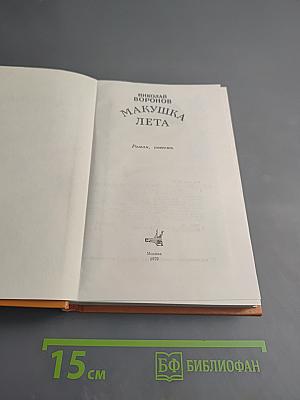 НИКОЛАЙ
ВОРОНОВ
МАКУШКА
ЛЕТА
Роман, повесть
Москва
1979
15 см
БФ БИБЛИОФАН